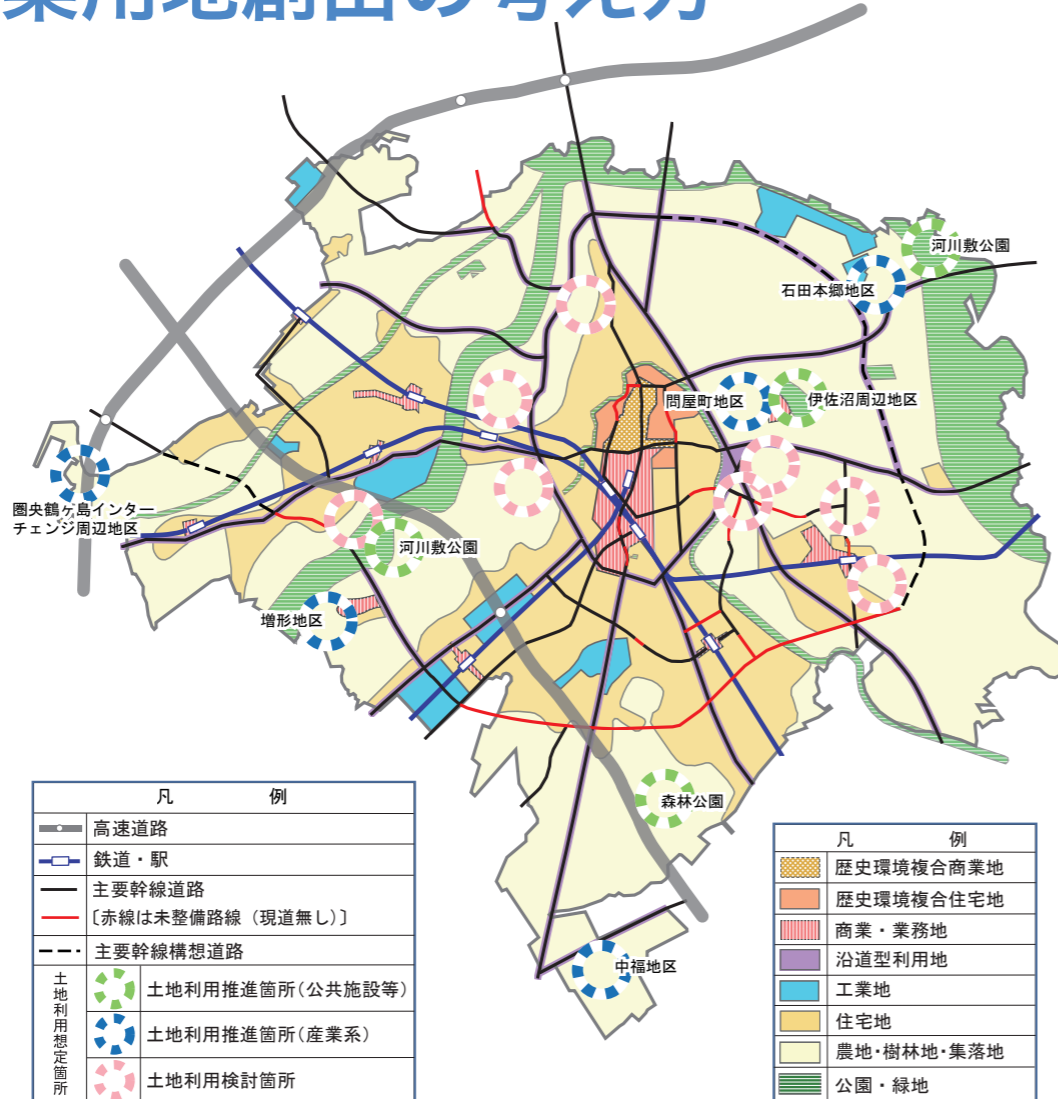 業用地創出の考え方
河川敷公園
石田本郷地区
問屋町地区
伊佐沼周辺地区
圏央鶴ヶ島インター
チェンジ周辺地区
河川敷公園
増形地区
森林公園
中福地区
凡 例
高速道路
鉄道・駅
主要幹線道路
〔赤線は未整備路線（現道無し）〕
主要幹線構想道路
土地利用想定箇所
土地利用推進箇所(公共施設等)
土地利用推進箇所(産業系)
土地利用検討箇所
凡 例
歴史環境複合商業地
歴史環境複合住宅地
商業・業務地
沿道型利用地
工業地
住宅地
農地・樹林地・集落地
公園・緑地